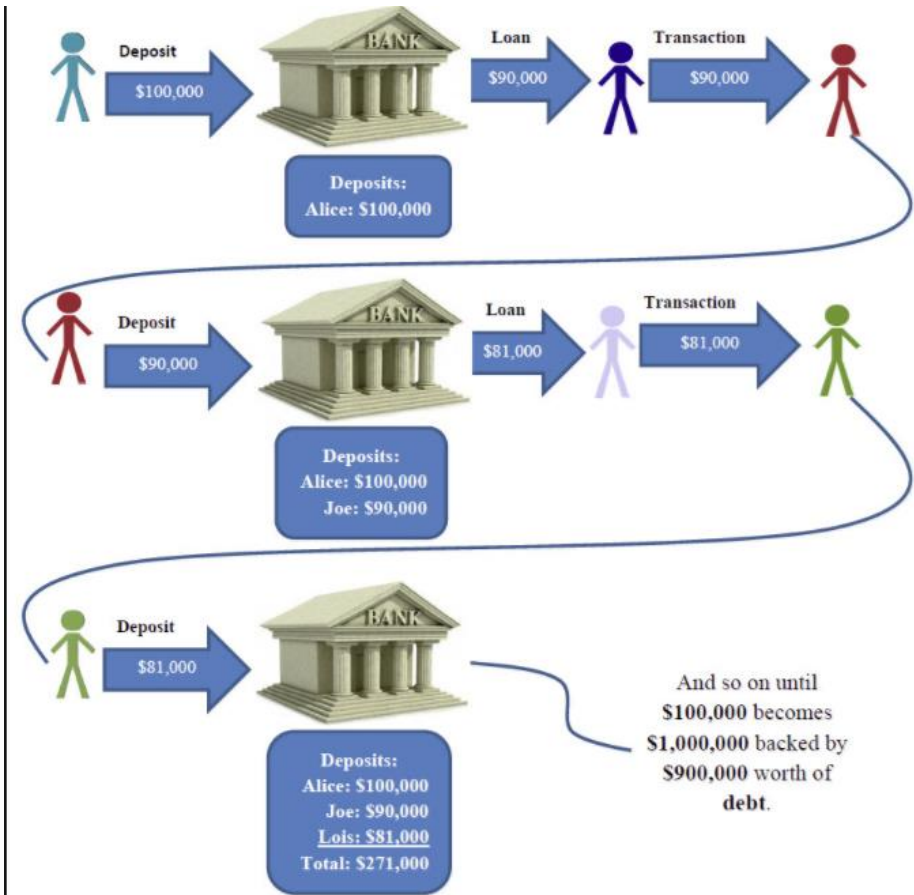 Deposit
$100,000
BANK
Loan
$90,000
Transaction
$90,000
Deposits:
Alice: $100,000
Deposit
$90,000
BANK
Loan
$81,000
Transaction
$81,000
Deposits:
Alice: $100,000
Joe: $90,000
Deposit
$81,000
BANK
Deposits:
Alice: $100,000
Joe: $90,000
Lois: $81,000
Total: $271,000
And so on until
$100,000 becomes
$1,000,000 backed by
$900,000 worth of
debt.